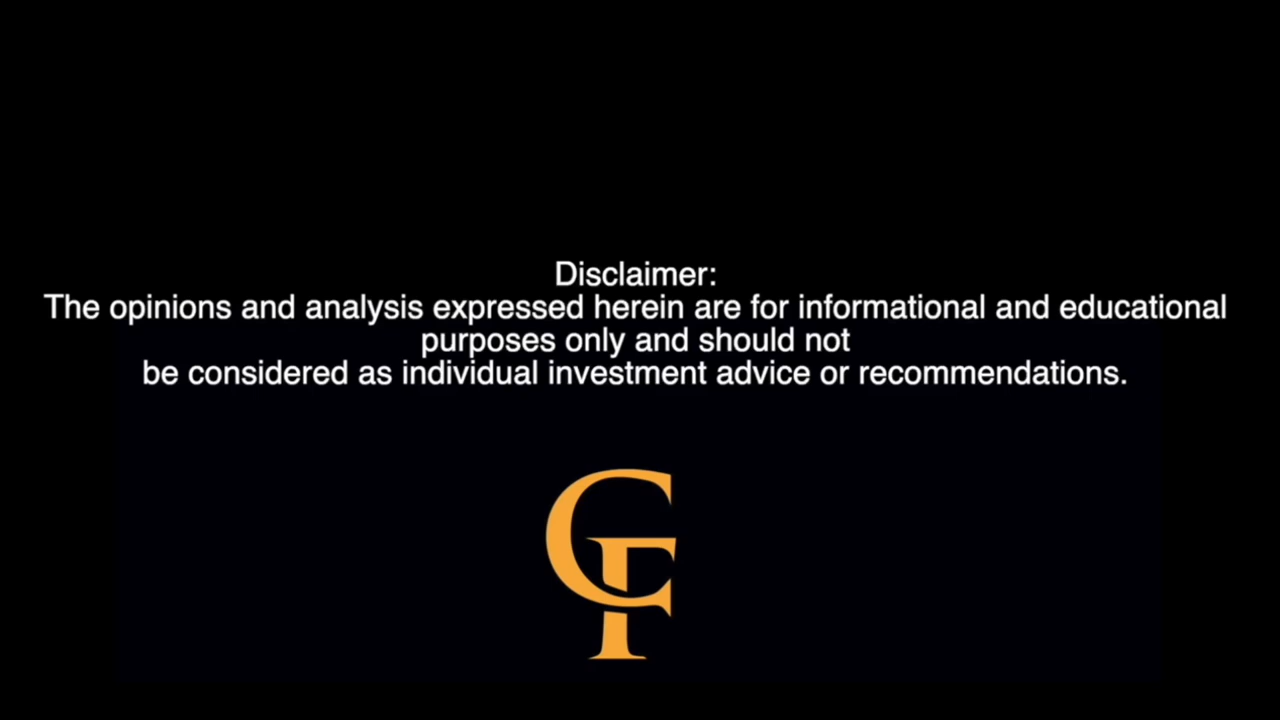 Disclaimer:
The opinions and analysis expressed herein are for informational and educational
purposes only and should not
be considered as individual investment advice or recommendations.
CF